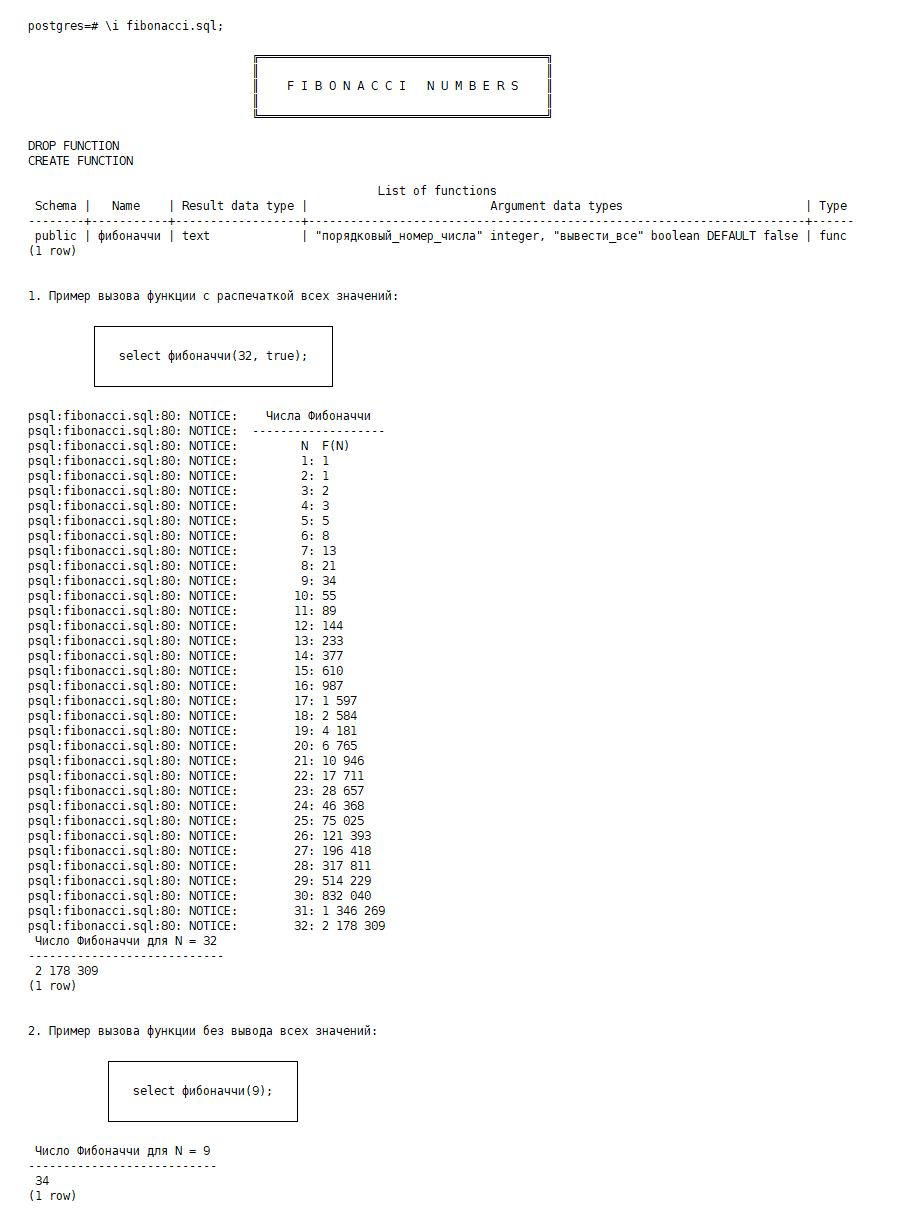 postgres=# \i fibonacci.sql;
F I B O N A C C I   N U M B E R S
DROP FUNCTION
CREATE FUNCTION
List of functions
 Schema |   Name    | Result data type |                          Argument data types                          | Type
--------+-----------+------------------+-----------------------------------------------------------------------+------
 public | фибоначчи | text             | "порядковый_номер_числа" integer, "вывести_все" boolean DEFAULT false | func
(1 row)
1. Пример вызова функции с распечаткой всех значений:
select фибоначчи(32, true);
psql:fibonacci.sql:80: NOTICE:    Числа Фибоначчи
psql:fibonacci.sql:80: NOTICE:  -------------------
psql:fibonacci.sql:80: NOTICE:         N  F(N)
psql:fibonacci.sql:80: NOTICE:         1: 1
psql:fibonacci.sql:80: NOTICE:         2: 1
psql:fibonacci.sql:80: NOTICE:         3: 2
psql:fibonacci.sql:80: NOTICE:         4: 3
psql:fibonacci.sql:80: NOTICE:         5: 5
psql:fibonacci.sql:80: NOTICE:         6: 8
psql:fibonacci.sql:80: NOTICE:         7: 13
psql:fibonacci.sql:80: NOTICE:         8: 21
psql:fibonacci.sql:80: NOTICE:         9: 34
psql:fibonacci.sql:80: NOTICE:        10: 55
psql:fibonacci.sql:80: NOTICE:        11: 89
psql:fibonacci.sql:80: NOTICE:        12: 144
psql:fibonacci.sql:80: NOTICE:        13: 233
psql:fibonacci.sql:80: NOTICE:        14: 377
psql:fibonacci.sql:80: NOTICE:        15: 610
psql:fibonacci.sql:80: NOTICE:        16: 987
psql:fibonacci.sql:80: NOTICE:        17: 1 597
psql:fibonacci.sql:80: NOTICE:        18: 2 584
psql:fibonacci.sql:80: NOTICE:        19: 4 181
psql:fibonacci.sql:80: NOTICE:        20: 6 765
psql:fibonacci.sql:80: NOTICE:        21: 10 946
psql:fibonacci.sql:80: NOTICE:        22: 17 711
psql:fibonacci.sql:80: NOTICE:        23: 28 657
psql:fibonacci.sql:80: NOTICE:        24: 46 368
psql:fibonacci.sql:80: NOTICE:        25: 75 025
psql:fibonacci.sql:80: NOTICE:        26: 121 393
psql:fibonacci.sql:80: NOTICE:        27: 196 418
psql:fibonacci.sql:80: NOTICE:        28: 317 811
psql:fibonacci.sql:80: NOTICE:        29: 514 229
psql:fibonacci.sql:80: NOTICE:        30: 832 040
psql:fibonacci.sql:80: NOTICE:        31: 1 346 269
psql:fibonacci.sql:80: NOTICE:        32: 2 178 309
 Число Фибоначчи для N = 32
----------------------------
 2 178 309
(1 row)
2. Пример вызова функции без вывода всех значений:
select фибоначчи(9);
 Число Фибоначчи для N = 9
---------------------------
 34
(1 row)